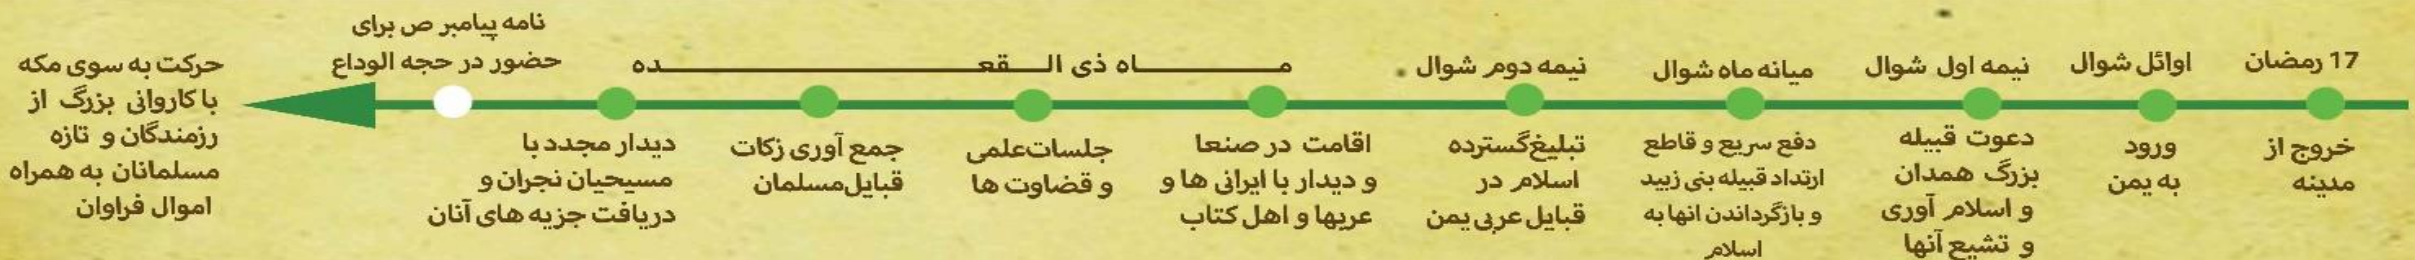 17 رمضان
خروج از
مدینه
اوائل شوال
ورود
به یمن
نیمه اول شوال
دعوت قبیله
بزرگ همدان
و اسلام آوری
و تشیع آنها
میانه ماه شوال
دفع سریع و قاطع
ارتداد قبیله بنی زبید
و بازگرداندن انها به
اسلام
نیمه دوم شوال
تبلیغ گسترده
اسلام در
قبایل عربی یمن
مـــاه ذی الـــقعـــده
اقامت در صنعا
و دیدار با ایرانی ها و
عربها و اهل کتاب
جلسات علمی
و قضاوت ها
جمع آوری زکات
قبایل مسلمان
دیدار مجدد با
مسیحیان نجران و
دریافت جزیه های آنان
نامه پیامبر ص برای
حضور در حجه الوداع
حرکت به سوی مکه
با کاروانی بزرگ از
رزمندگان و تازه
مسلمانان به همراه
اموال فراوان